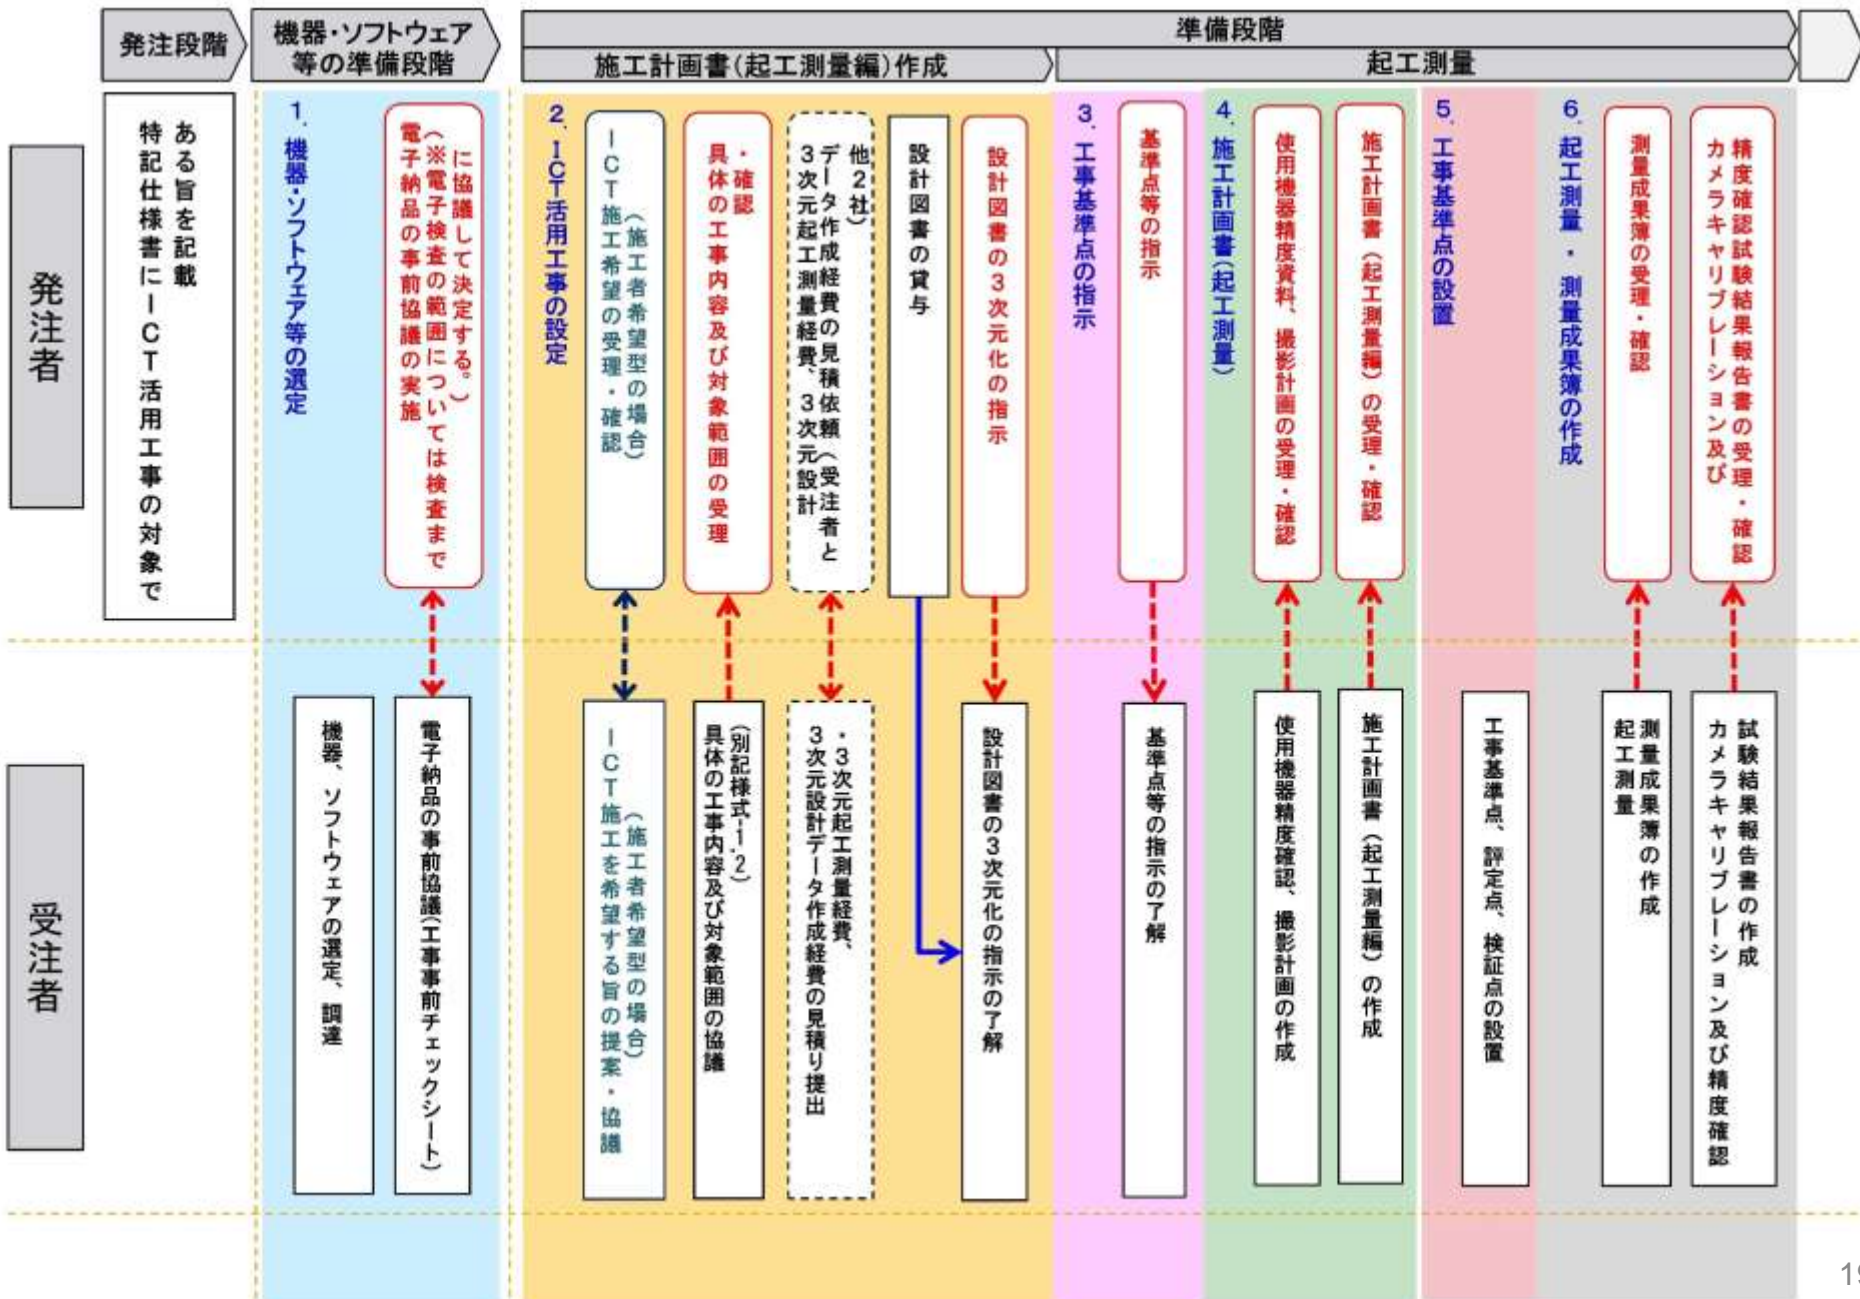 発注段階
機器・ソフトウェア
等の準備段階
準備段階
施工計画書(起工測量編)作成
起工測量
発注者
特記仕様書にICT活用工事の対象で
ある旨を記載
1. 機器・ソフトウェア等の選定
電子納品の事前協議の実施
(※電子検査の範囲については検査まで
に協議して決定する。)
2. ICT活用工事の設定
ICT施工希望の受理・確認
(施工者希望型の場合)
具体の工事内容及び対象範囲の受理
・確認
3次元起工測量経費、3次元設計
データ作成経費の見積依頼(受注者と
他2社)
設計図書の貸与
設計図書の3次元化の指示
3. 工事基準点の指示
基準点等の指示
4. 施工計画書(起工測量)
使用機器精度資料、撮影計画の受理・確認
施工計画書(起工測量編)の受理・確認
5. 工事基準点の設置
6. 起工測量・測量成果簿の作成
測量成果簿の受理・確認
カメラキャリブレーション及び
精度確認試験結果報告書の受理・確認
受注者
機器、ソフトウェアの選定、調達
電子納品の事前協議(工事事前チェックシート)
ICT施工を希望する旨の提案・協議
(施工者希望型の場合)
具体の工事内容及び対象範囲の協議
(別記様式-1,2)
3次元設計データ作成経費の見積り提出
・3次元起工測量経費、
設計図書の3次元化の指示の了解
基準点等の指示の了解
使用機器精度確認、撮影計画の作成
施工計画書(起工測量編)の作成
工事基準点、評定点、検証点の設置
起工測量
測量成果簿の作成
カメラキャリブレーション及び精度確認
試験結果報告書の作成
19